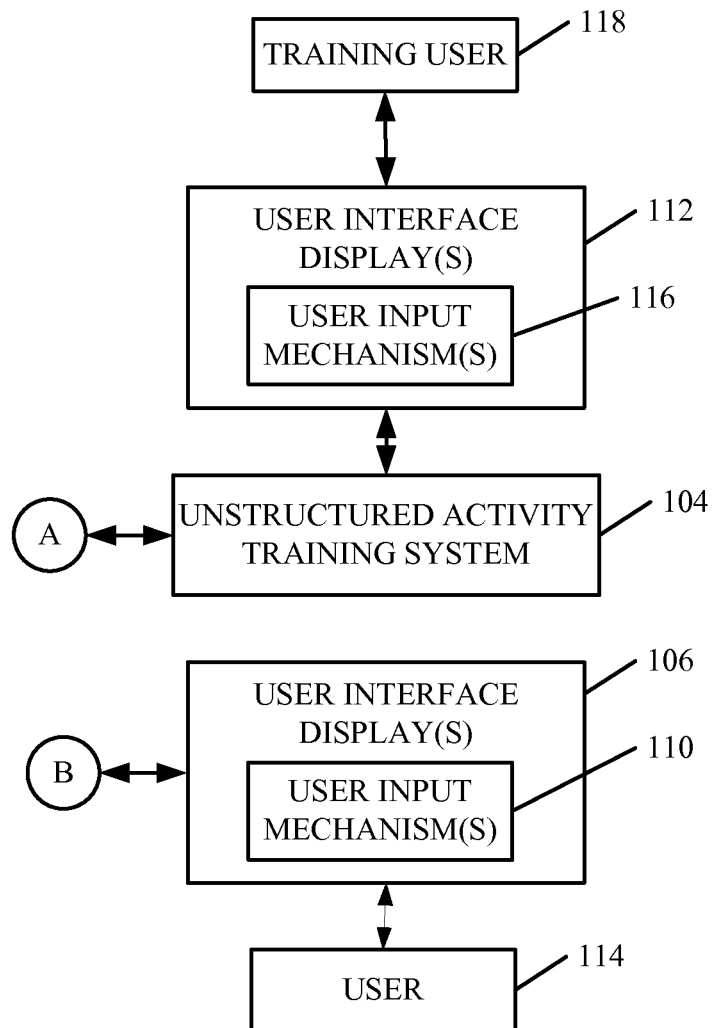 118
TRAINING USER
112
USER INTERFACE
DISPLAY(S)
116
USER INPUT
MECHANISM(S)
A
UNSTRUCTURED ACTIVITY
TRAINING SYSTEM
104
106
USER INTERFACE
DISPLAY(S)
B
110
USER INPUT
MECHANISM(S)
USER
114